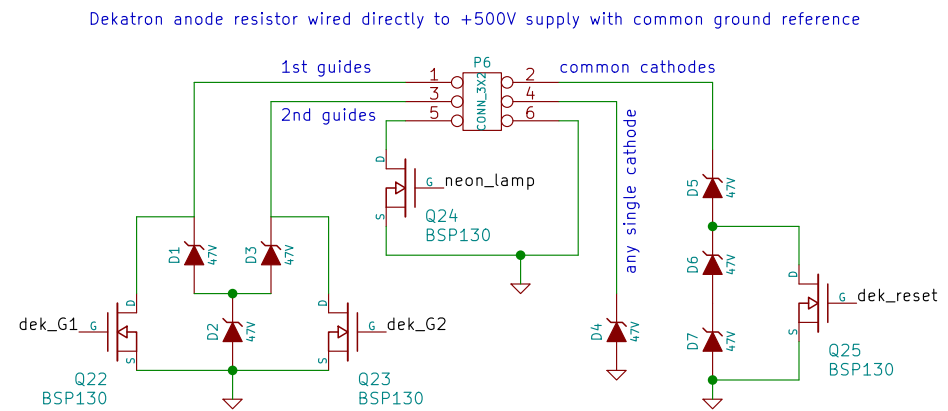 Dekatron anode resistor wired directly to +500V supply with common ground reference
P6
1st guides 1 2 common cathodes
CONN_3X2
3 4
2nd guides 5 6
any single cathode
D
G neon_lamp
S
Q24
BSP130
D5 47V
D1 47V
D3 47V
D6 47V
D
dek_G1 G
S
Q22
BSP130
D2 47V
D
G dek_G2
S
Q23
BSP130
D4 47V
D7 47V
D
G dek_reset
S
Q25
BSP130